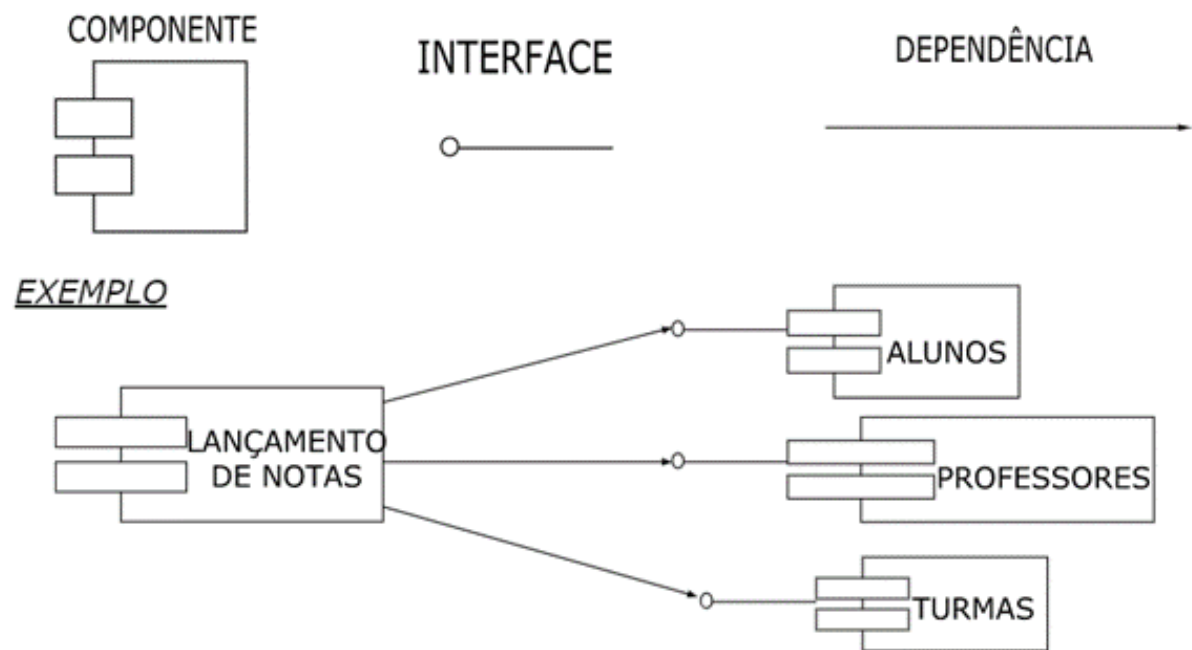 COMPONENTE
INTERFACE
DEPENDÊNCIA
EXEMPLO
ALUNOS
LANÇAMENTO
DE NOTAS
PROFESSORES
TURMAS